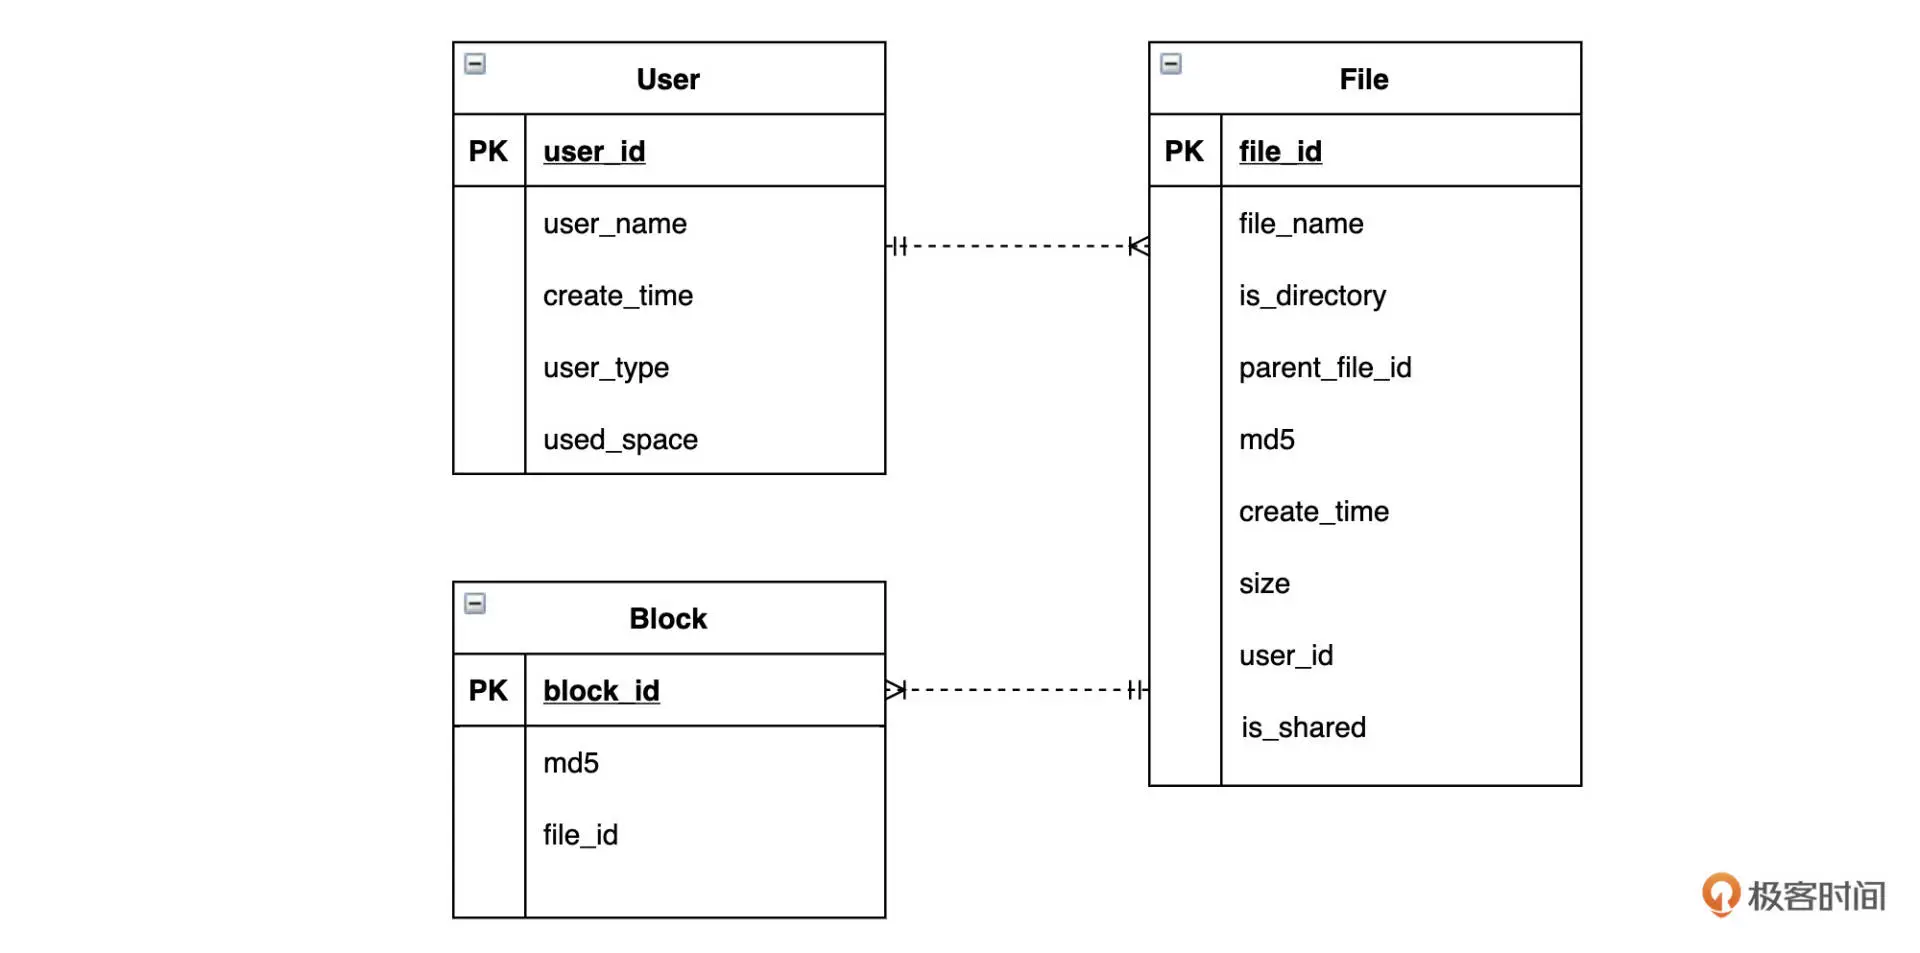 User
PK user_id
user_name
create_time
user_type
used_space
File
PK file_id
file_name
is_directory
parent_file_id
md5
create_time
size
user_id
is_shared
Block
PK block_id
md5
file_id
极客时间